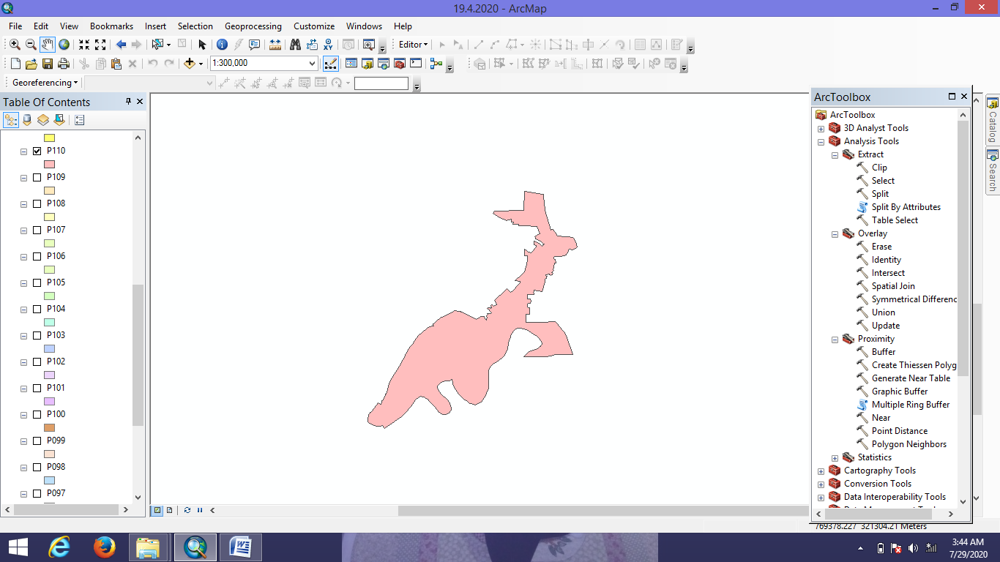 19.4.2020 - ArcMap
File Edit View Bookmarks Insert Selection Geoprocessing Customize Windows Help
Editor
1:300,000
Georeferencing
Table Of Contents
P110
P109
P108
P107
P106
P105
P104
P103
P102
P101
P100
P099
P098
P097
ArcToolbox
ArcToolbox
3D Analyst Tools
Analysis Tools
Extract
Clip
Select
Split
Split By Attributes
Table Select
Overlay
Erase
Identity
Intersect
Spatial Join
Symmetrical Differenc
Union
Update
Proximity
Buffer
Create Thiessen Polyg
Generate Near Table
Graphic Buffer
Multiple Ring Buffer
Near
Point Distance
Polygon Neighbors
Statistics
Cartography Tools
Conversion Tools
Data Interoperability Tools
Catalog
Search
769378.227 321304.21 Meters
3:44 AM
7/29/2020